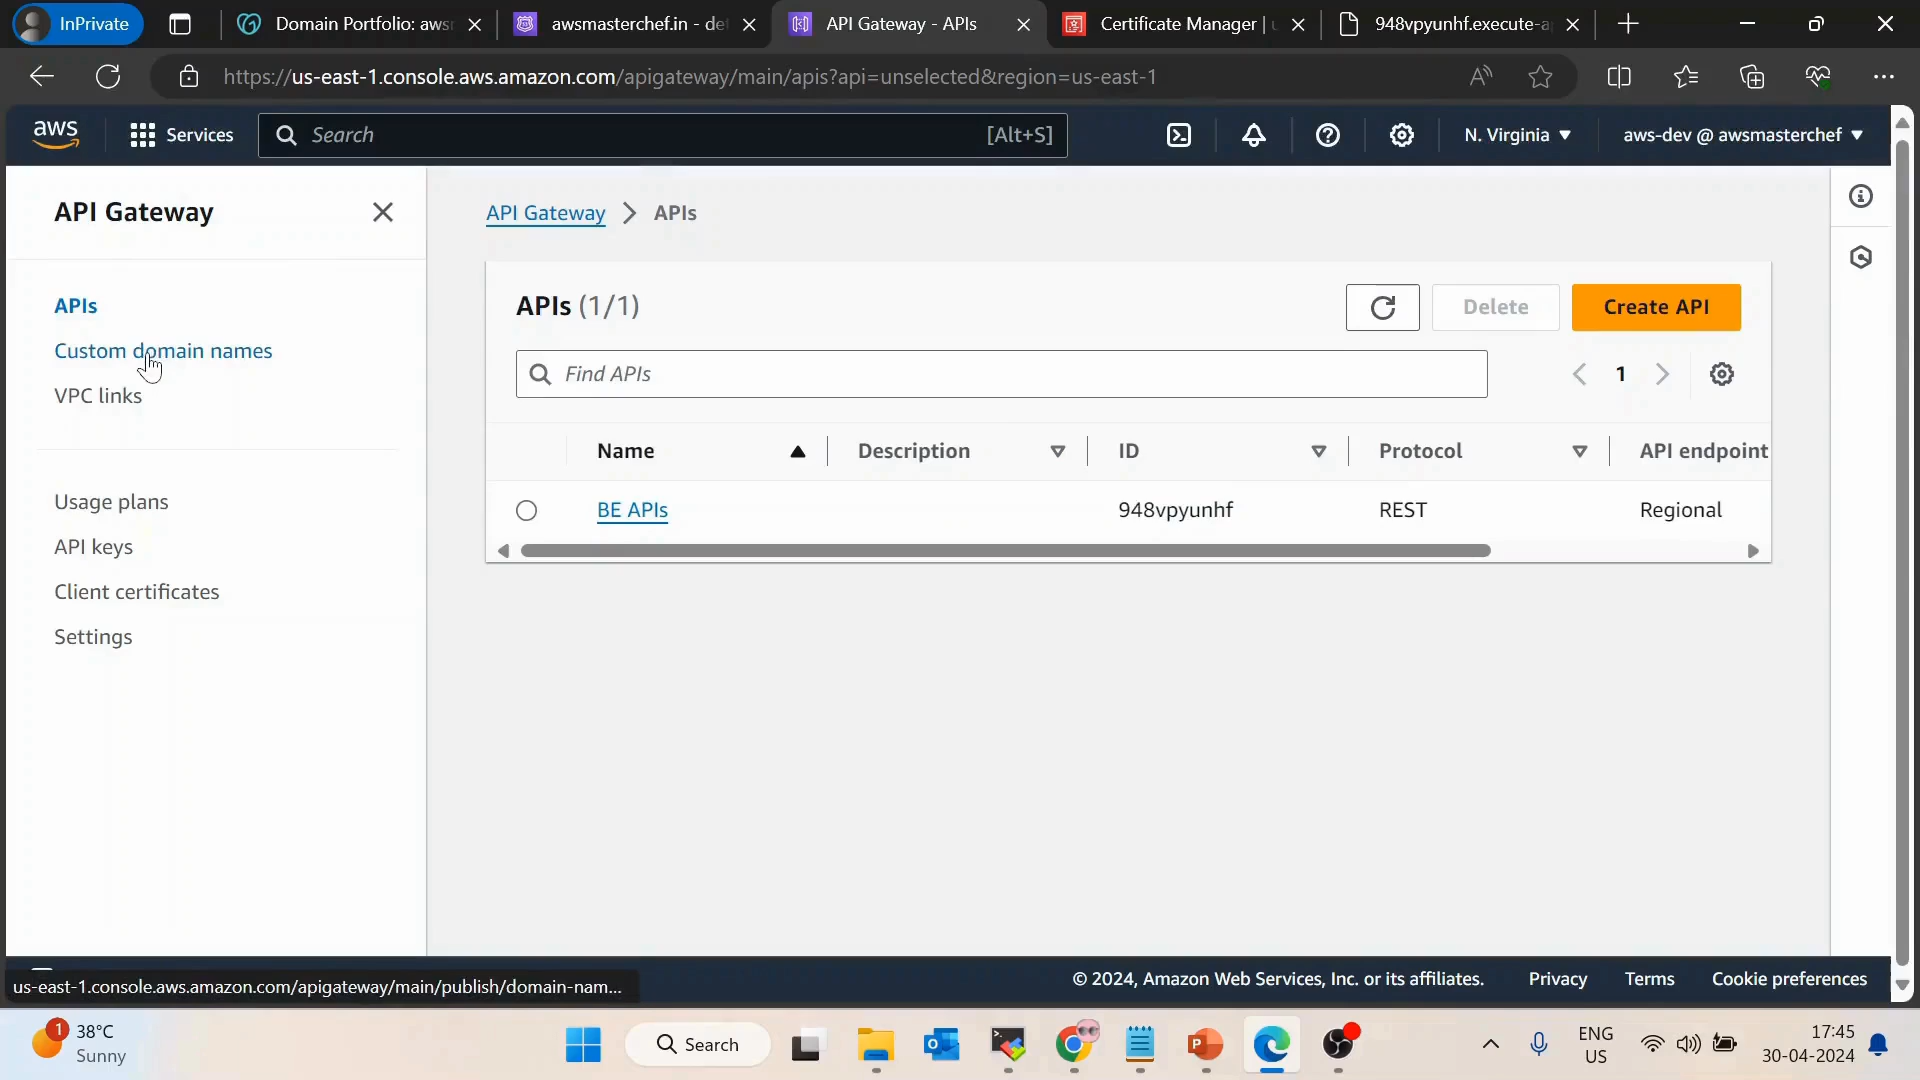 InPrivate
Domain Portfolio: aws
awsmasterchef.in - de
API Gateway - APIs
Certificate Manager |
948vpyunhf.execute-a
https://us-east-1.console.aws.amazon.com/apigateway/main/apis?api=unselected&region=us-east-1
aws
Services
Search
[Alt+S]
N. Virginia
aws-dev @ awsmasterchef
API Gateway
API Gateway > APIs
APIs
Custom domain names
VPC links
Usage plans
API keys
Client certificates
Settings
APIs (1/1)
Delete
Create API
Find APIs
1
Name
Description
ID
Protocol
API endpoint
BE APIs
948vpyunhf
REST
Regional
us-east-1.console.aws.amazon.com/apigateway/main/publish/domain-nam...
© 2024, Amazon Web Services, Inc. or its affiliates.
Privacy
Terms
Cookie preferences
1
38°C
Sunny
Search
ENG
US
17:45
30-04-2024